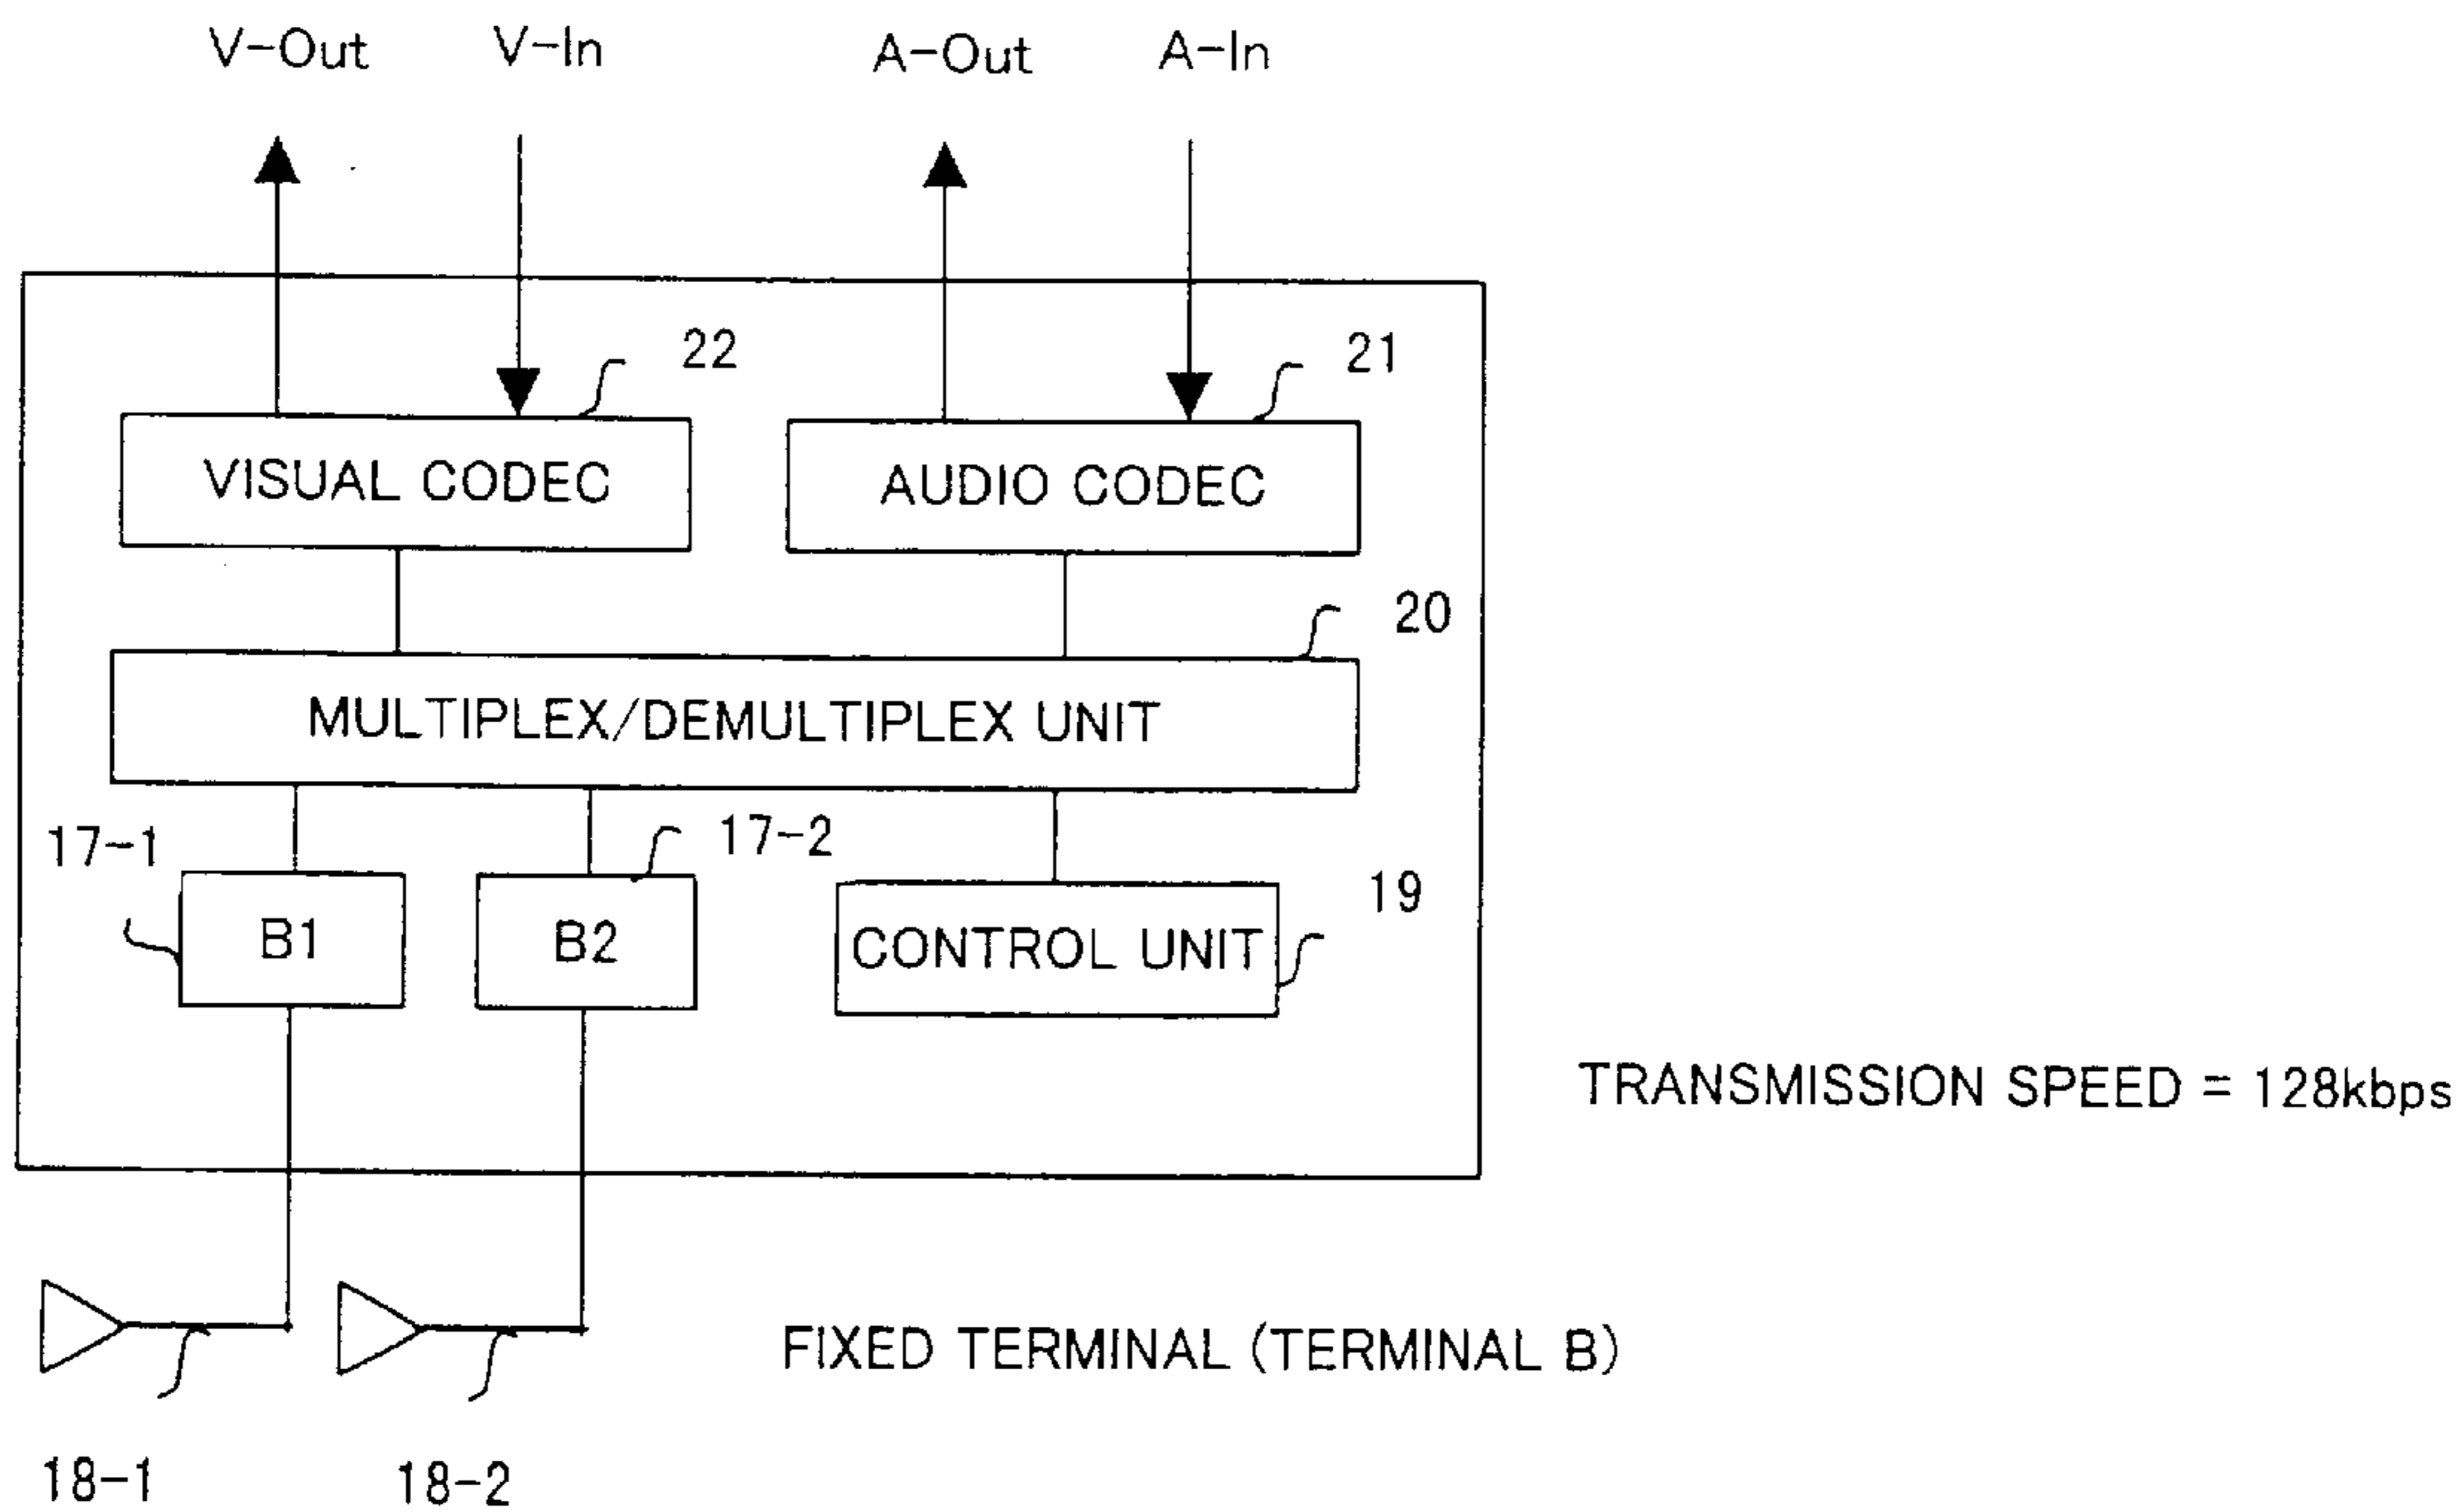 V-Out
V-In
A-Out
A-In
22
21
VISUAL CODEC
AUDIO CODEC
20
MULTIPLEX/DEMULTIPLEX UNIT
17-1
17-2
19
B1
B2
CONTROL UNIT
TRANSMISSION SPEED = 128kbps
FIXED TERMINAL (TERMINAL B)
18-1
18-2